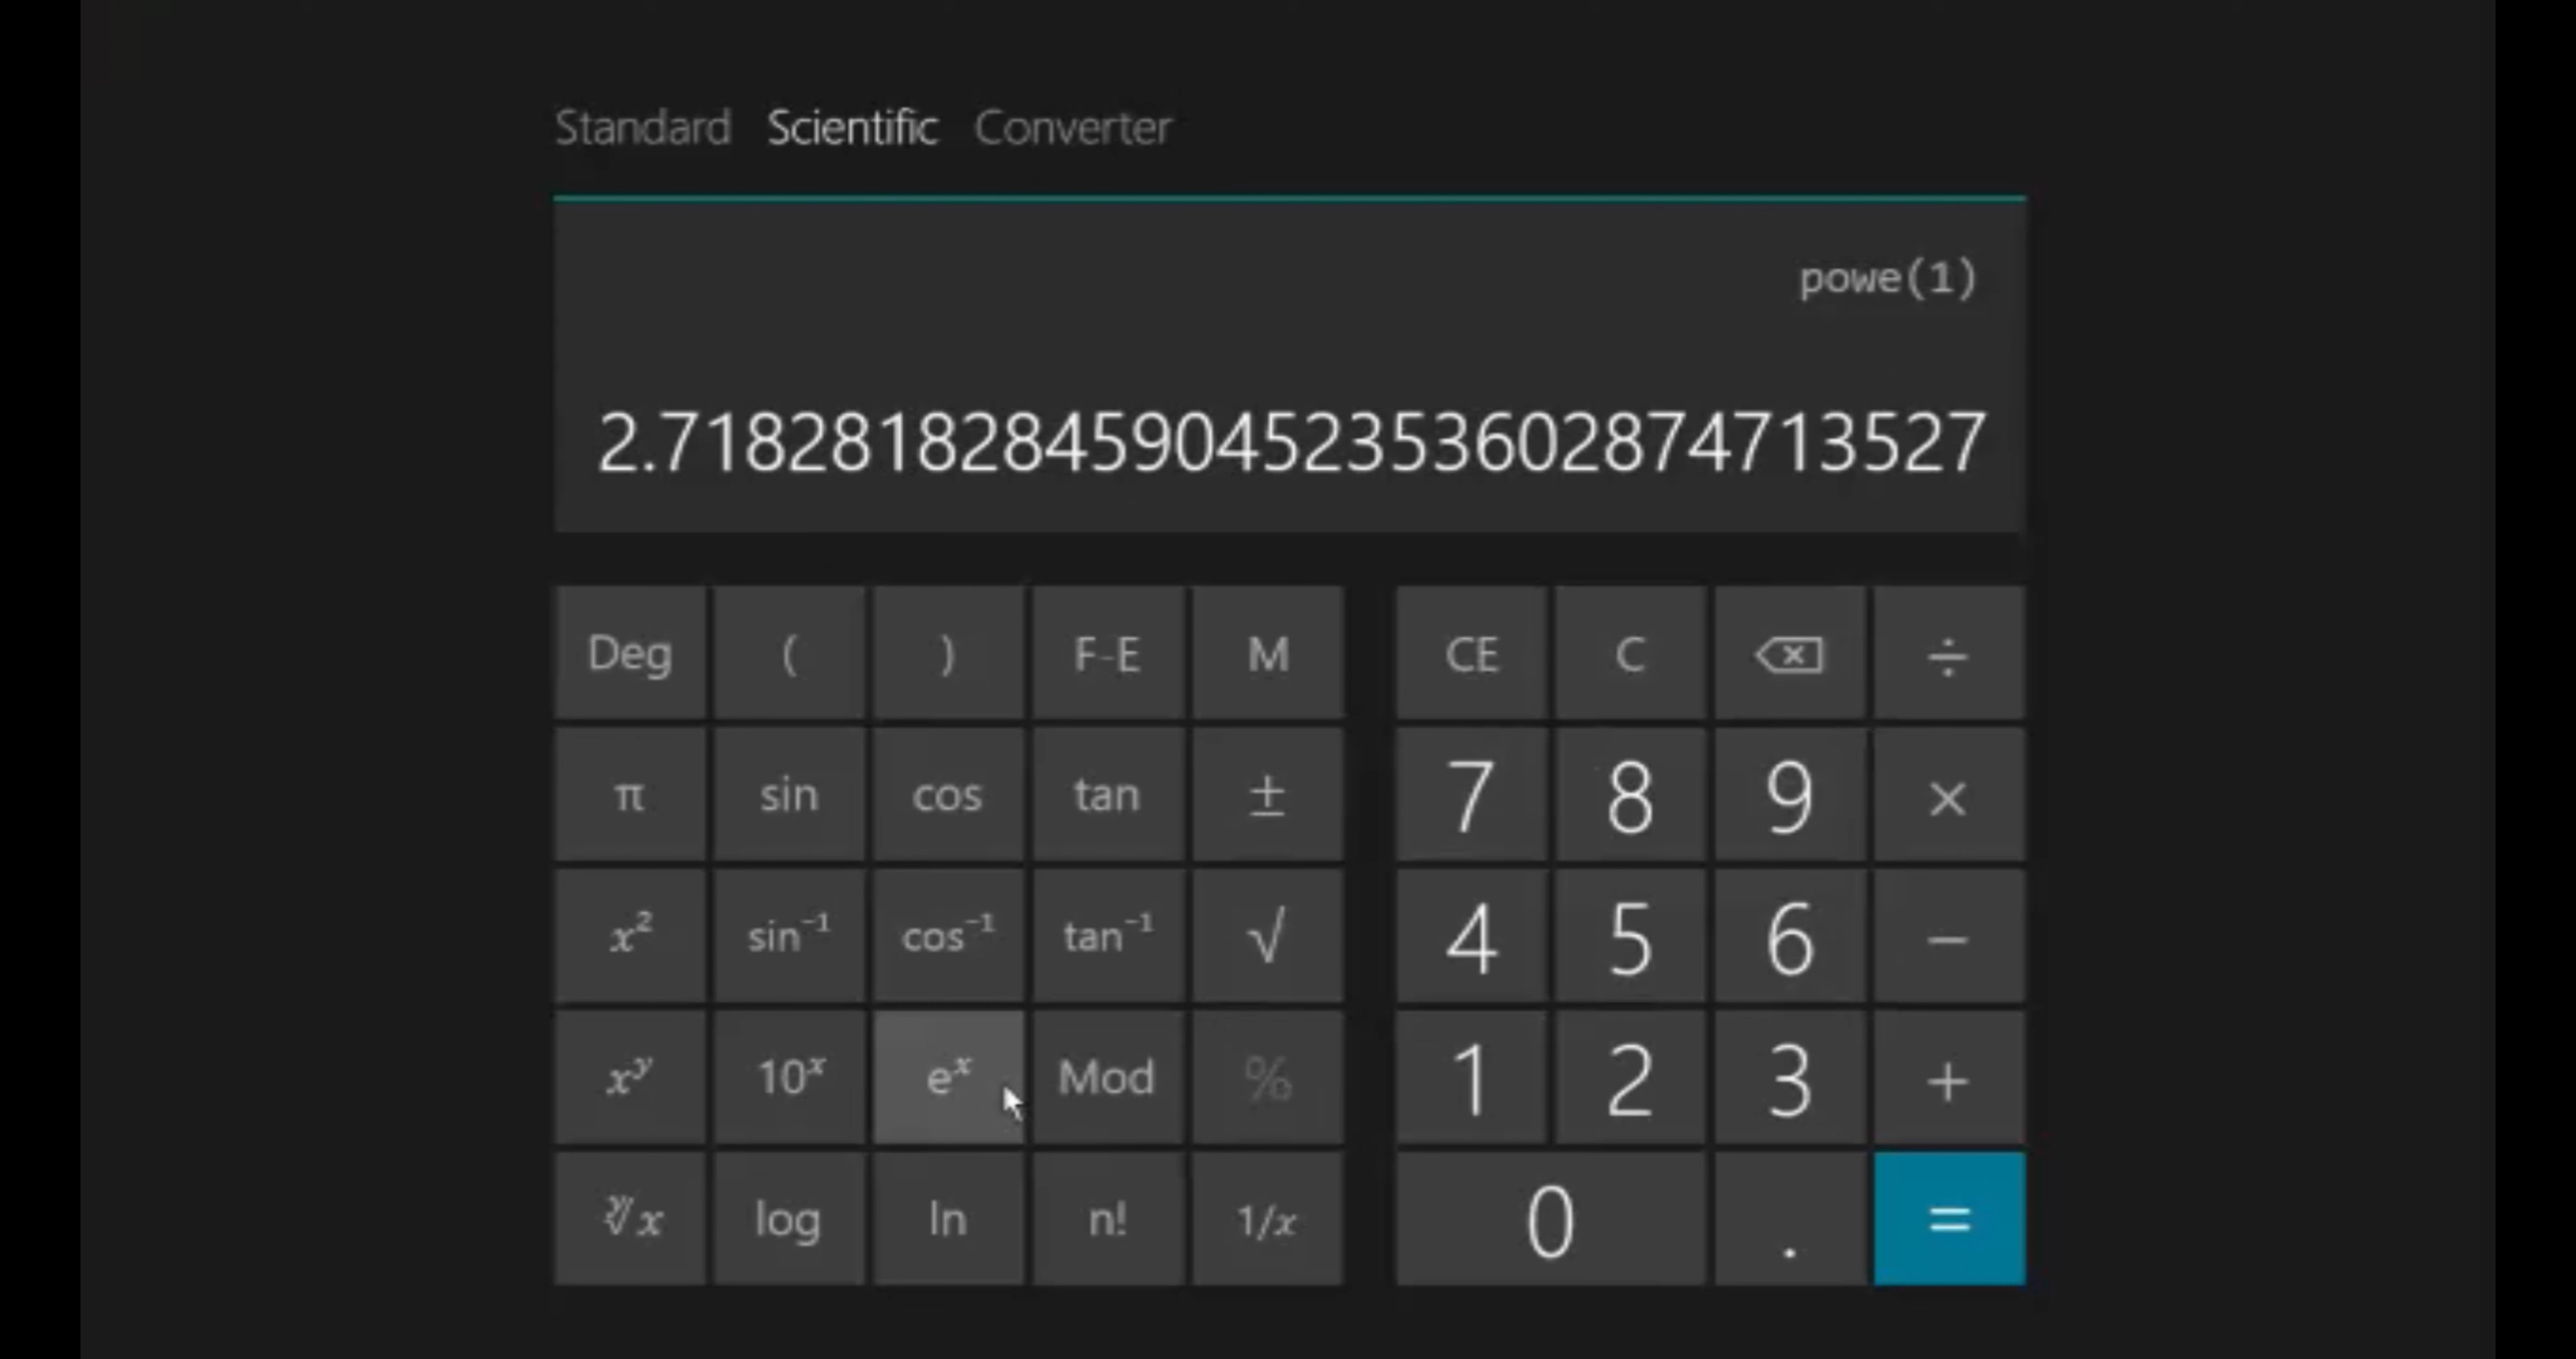 Standard Scientific Converter
powe(1)
2.7182818284590452353602874713527
Deg ( ) F-E M CE C ÷
π sin cos tan ± 7 8 9 ×
x² sin⁻¹ cos⁻¹ tan⁻¹ √ 4 5 6 −
xʸ 10ˣ eˣ Mod % 1 2 3 +
ʸ√x log ln n! 1/x 0 . =